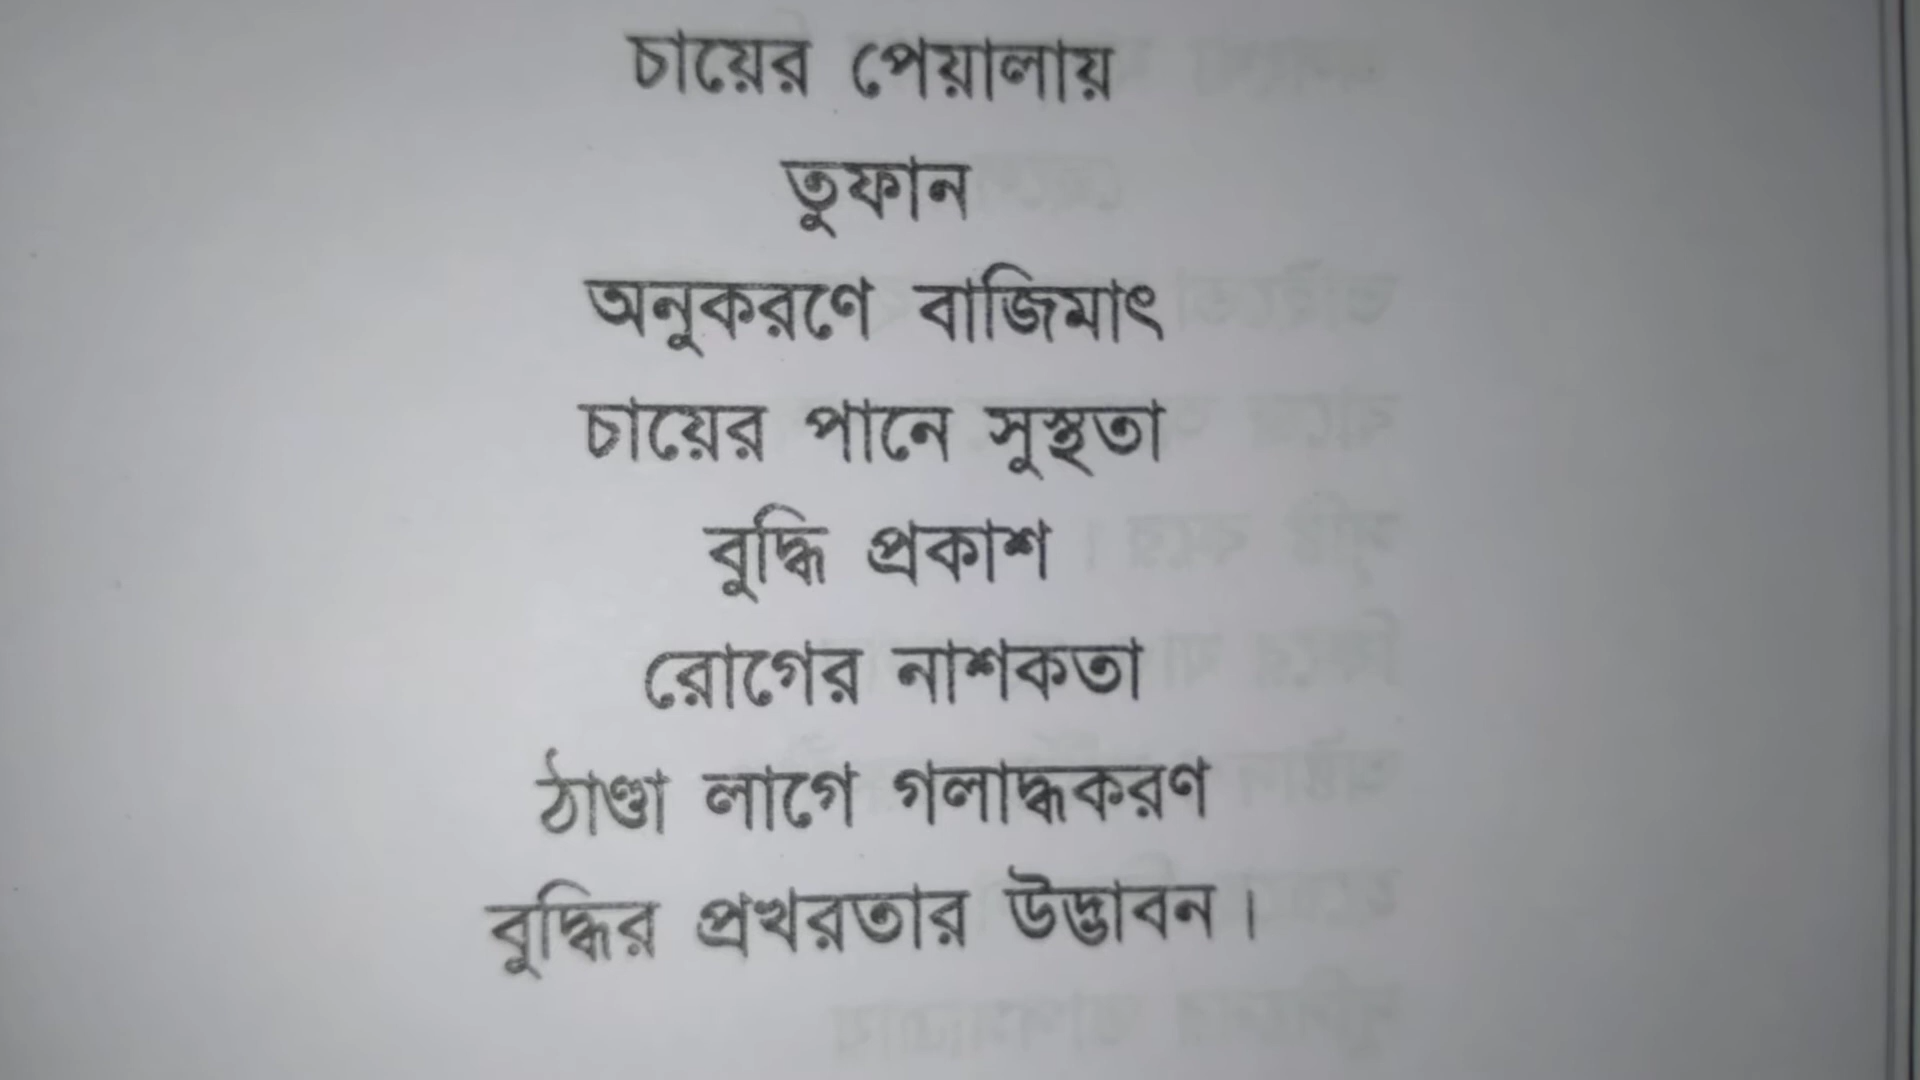 চায়ের পেয়ালায়
তুফান
অনুকরণে বাজিমাৎ
চায়ের পানে সুস্থতা
বুদ্ধি প্রকাশ
রোগের নাশকতা
ঠাণ্ডা লাগে গলাদ্ধকরণ
বুদ্ধির প্রখরতার উদ্ভাবন।